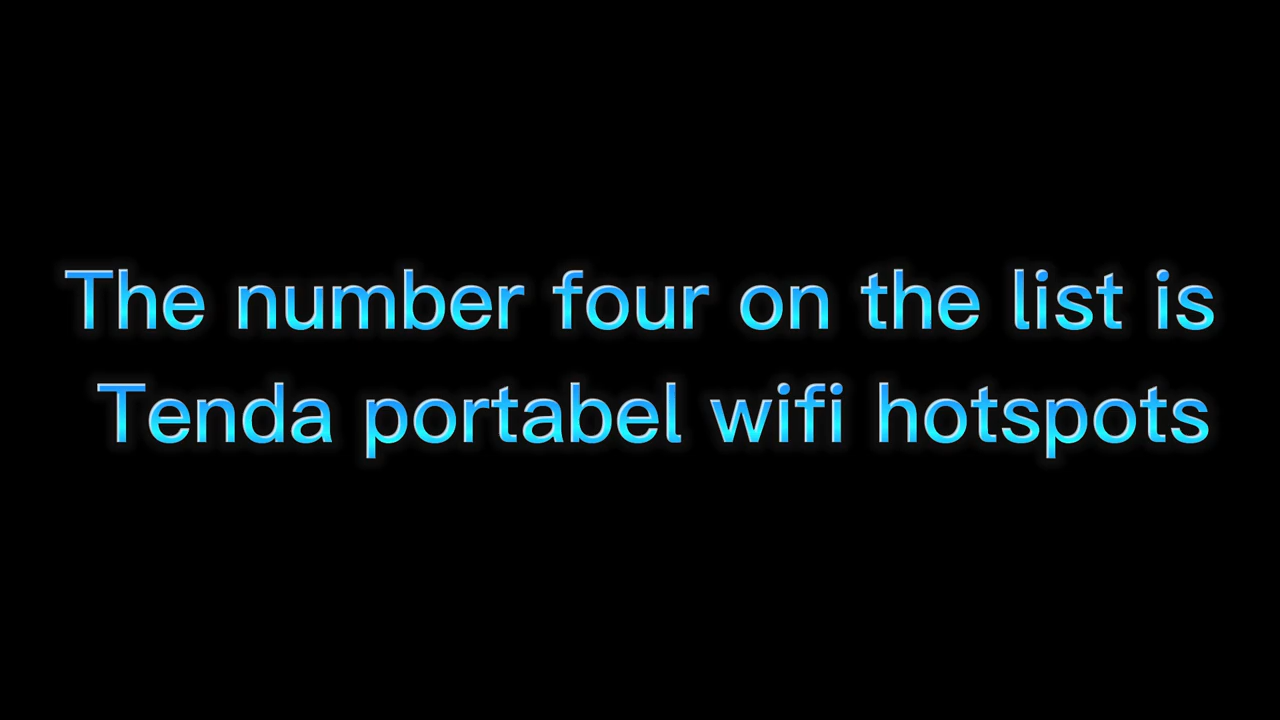 The number four on the list is
Tenda portabel wifi hotspots